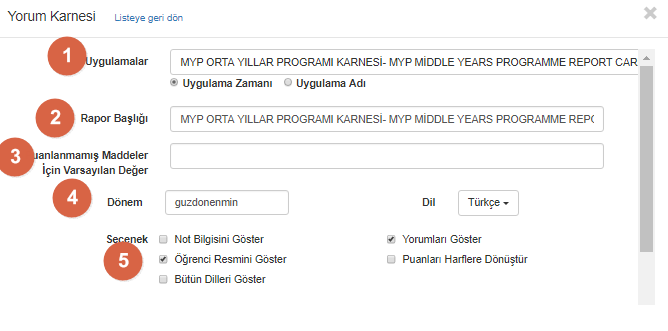 Yorum Karnesi Listeye geri dön
1 Uygulamalar MYP ORTA YILLAR PROGRAMI KARNESİ- MYP MİDDLE YEARS PROGRAMME REPORT CAR
Uygulama Zamanı Uygulama Adı
2 Rapor Başlığı MYP ORTA YILLAR PROGRAMI KARNESİ- MYP MİDDLE YEARS PROGRAMME REPO
3 uanlanmamış Maddeler
İçin Varsayılan Değer
4 Dönem guzdonenmin Dil Türkçe
Seçenek Not Bilgisini Göster Yorumları Göster
5 Öğrenci Resmini Göster Puanları Harflere Dönüştür
Bütün Dilleri Göster